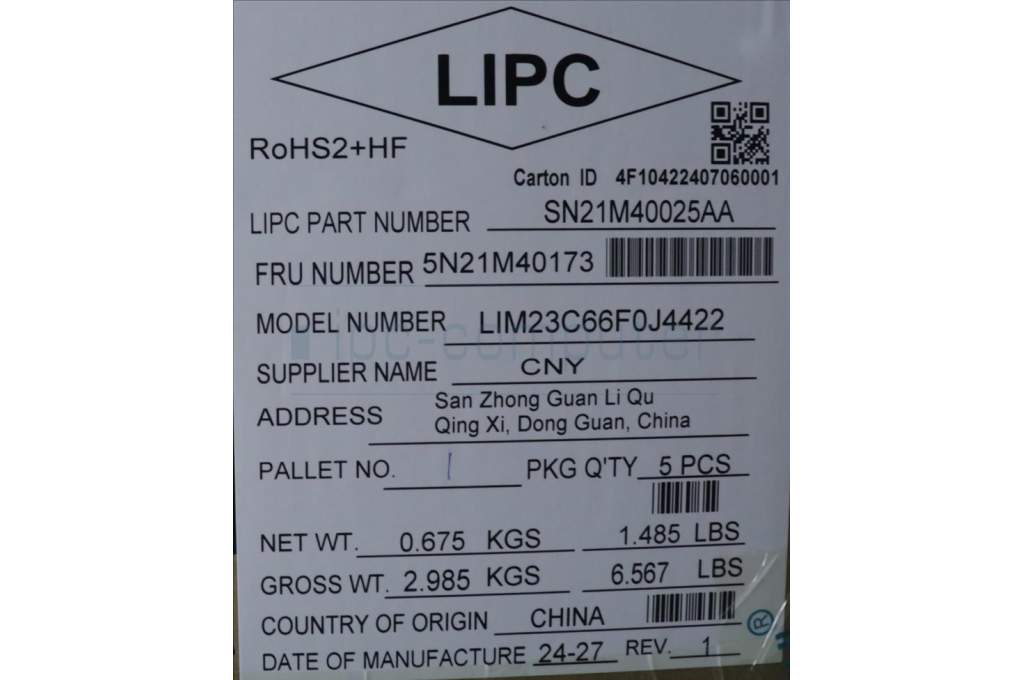 LIPC
RoHS2+HF
Carton ID 4F10422407060001
LIPC PART NUMBER SN21M40025AA
FRU NUMBER 5N21M40173
MODEL NUMBER LIM23C66F0J4422
ipc-computer
SUPPLIER NAME CNY
ADDRESS San Zhong Guan Li Qu
Qing Xi, Dong Guan, China
PALLET NO. 1 PKG Q'TY 5 PCS
NET WT. 0.675 KGS 1.485 LBS
GROSS WT. 2.985 KGS 6.567 LBS
COUNTRY OF ORIGIN CHINA
®
DATE OF MANUFACTURE 24-27 REV. 1